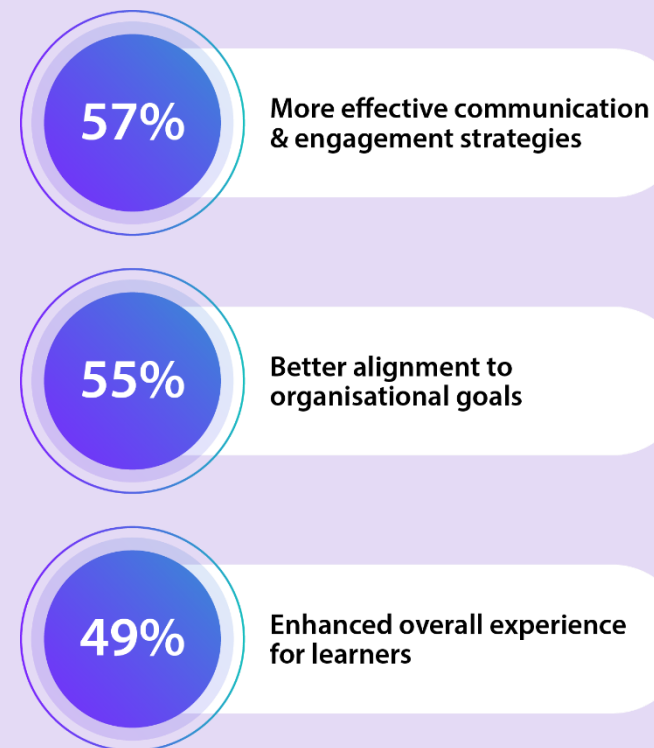 57%
More effective communication
& engagement strategies
55%
Better alignment to
organisational goals
49%
Enhanced overall experience
for learners